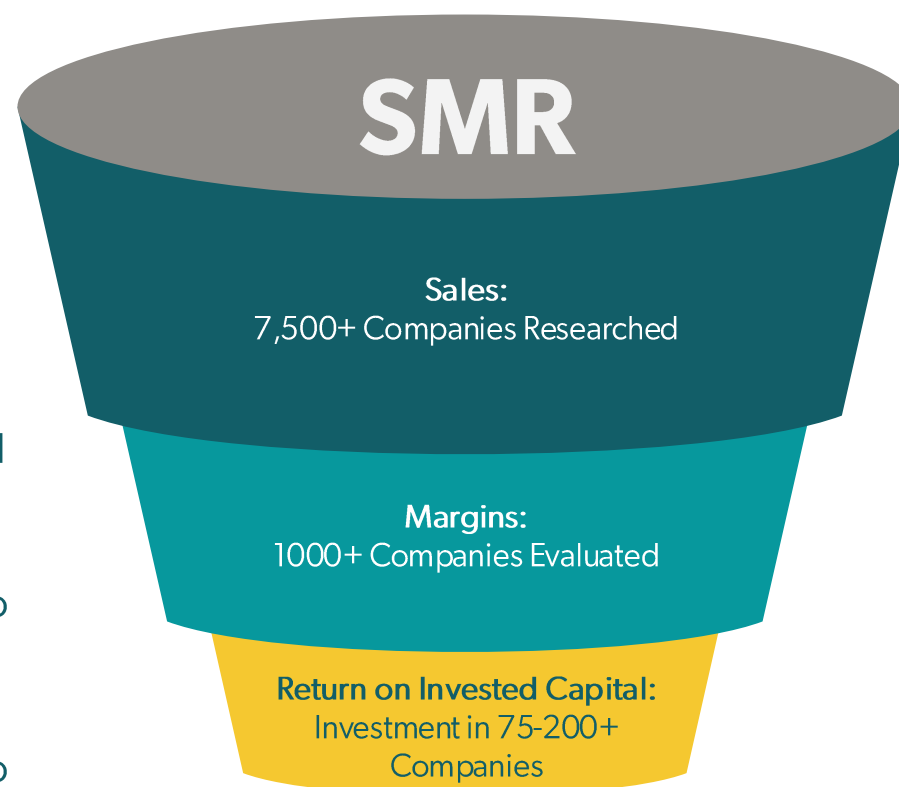 SMR
Sales:
7,500+ Companies Researched
Margins:
1000+ Companies Evaluated
Return on Invested Capital:
Investment in 75-200+
Companies